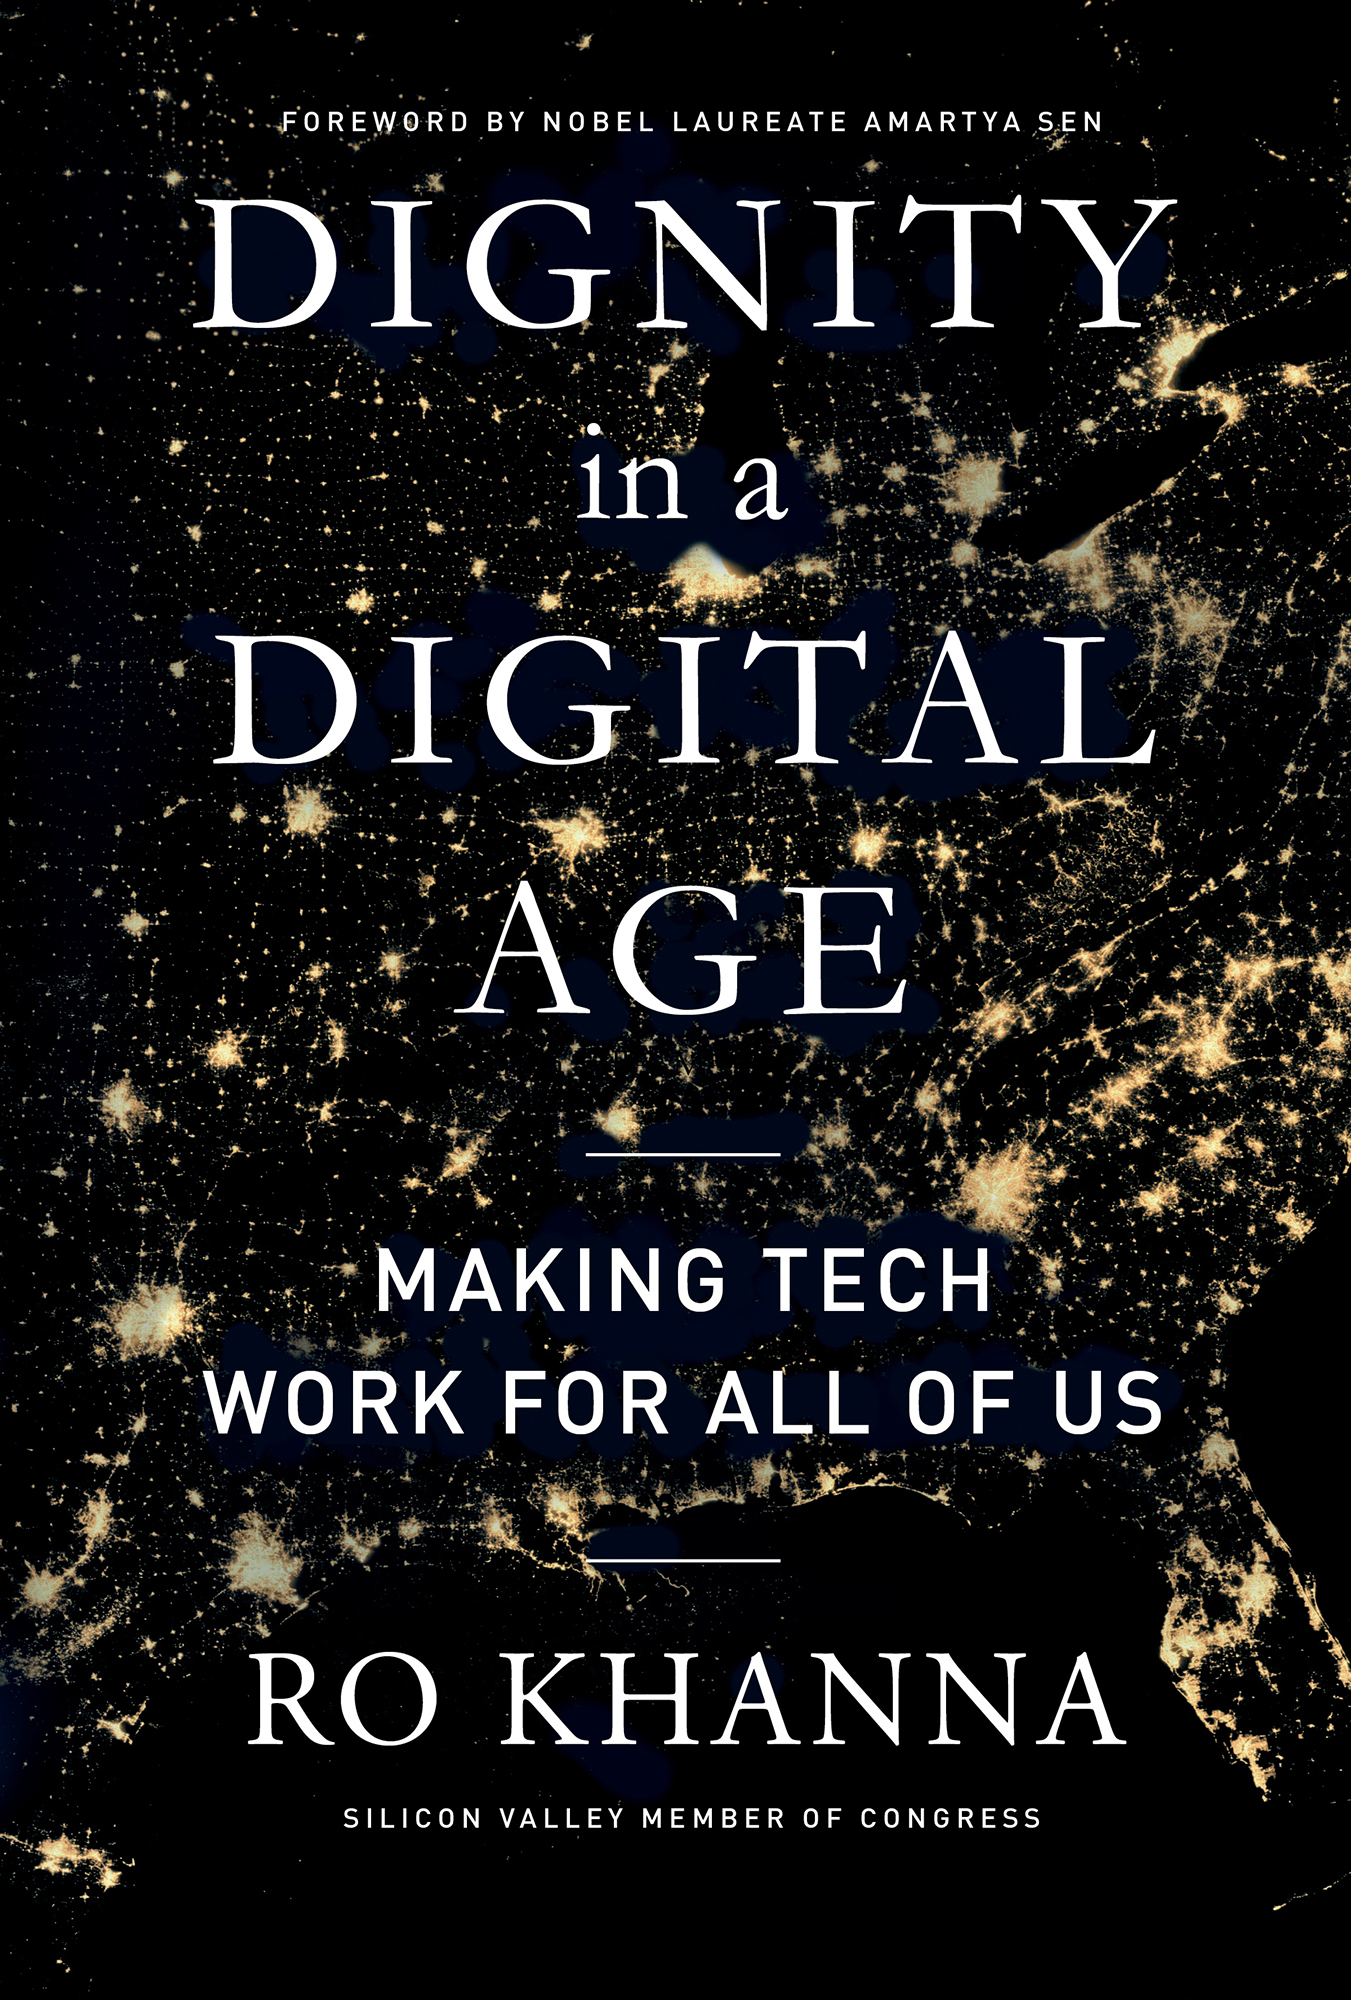 FOREWORD BY NOBEL LAUREATE AMARTYA SEN
DIGNITY
in a
DIGITAL
AGE
MAKING TECH
WORK FOR ALL OF US
RO KHANNA
SILICON VALLEY MEMBER OF CONGRESS